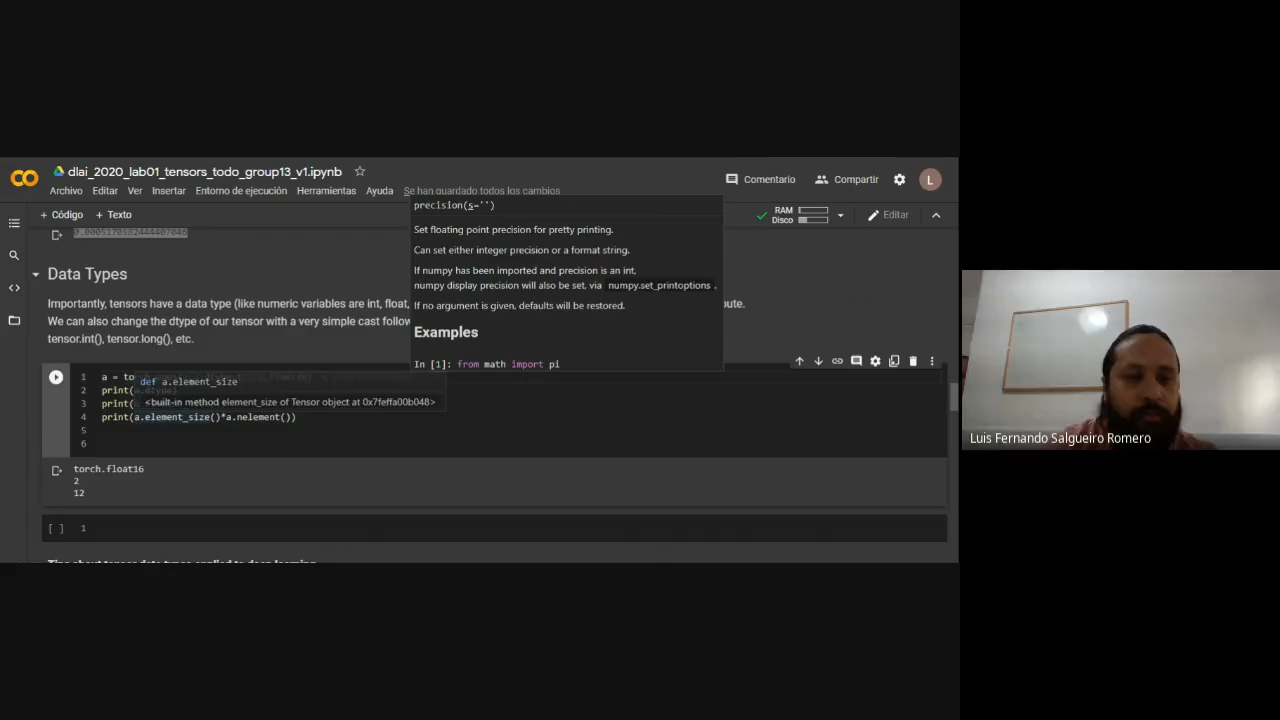 dlai_2020_lab01_tensors_todo_group13_v1.ipynb
Archivo Editar Ver Insertar Entorno de ejecución Herramientas Ayuda Se han guardado todos los cambios
Comentario Compartir L
+ Código + Texto
RAM
Disco
Editar
precision(s='')
Set floating point precision for pretty printing.
Can set either integer precision or a format string.
If numpy has been imported and precision is an int,
numpy display precision will also be set, via numpy.set_printoptions .
If no argument is given, defaults will be restored.
Examples
In [1]: from math import pi
Data Types
Importantly, tensors have a data type (like numeric variables are int, float,
We can also change the dtype of our tensor with a very simple cast follow
tensor.int(), tensor.long(), etc.
1 a = to
def a.element_size
2 print(a.dtype)
<built-in method element_size of Tensor object at 0x7feffa00b048>
3 print(
4 print(a.element_size()*a.nelement())
5
6
torch.float16
2
12
[ ] 1
Luis Fernando Salgueiro Romero